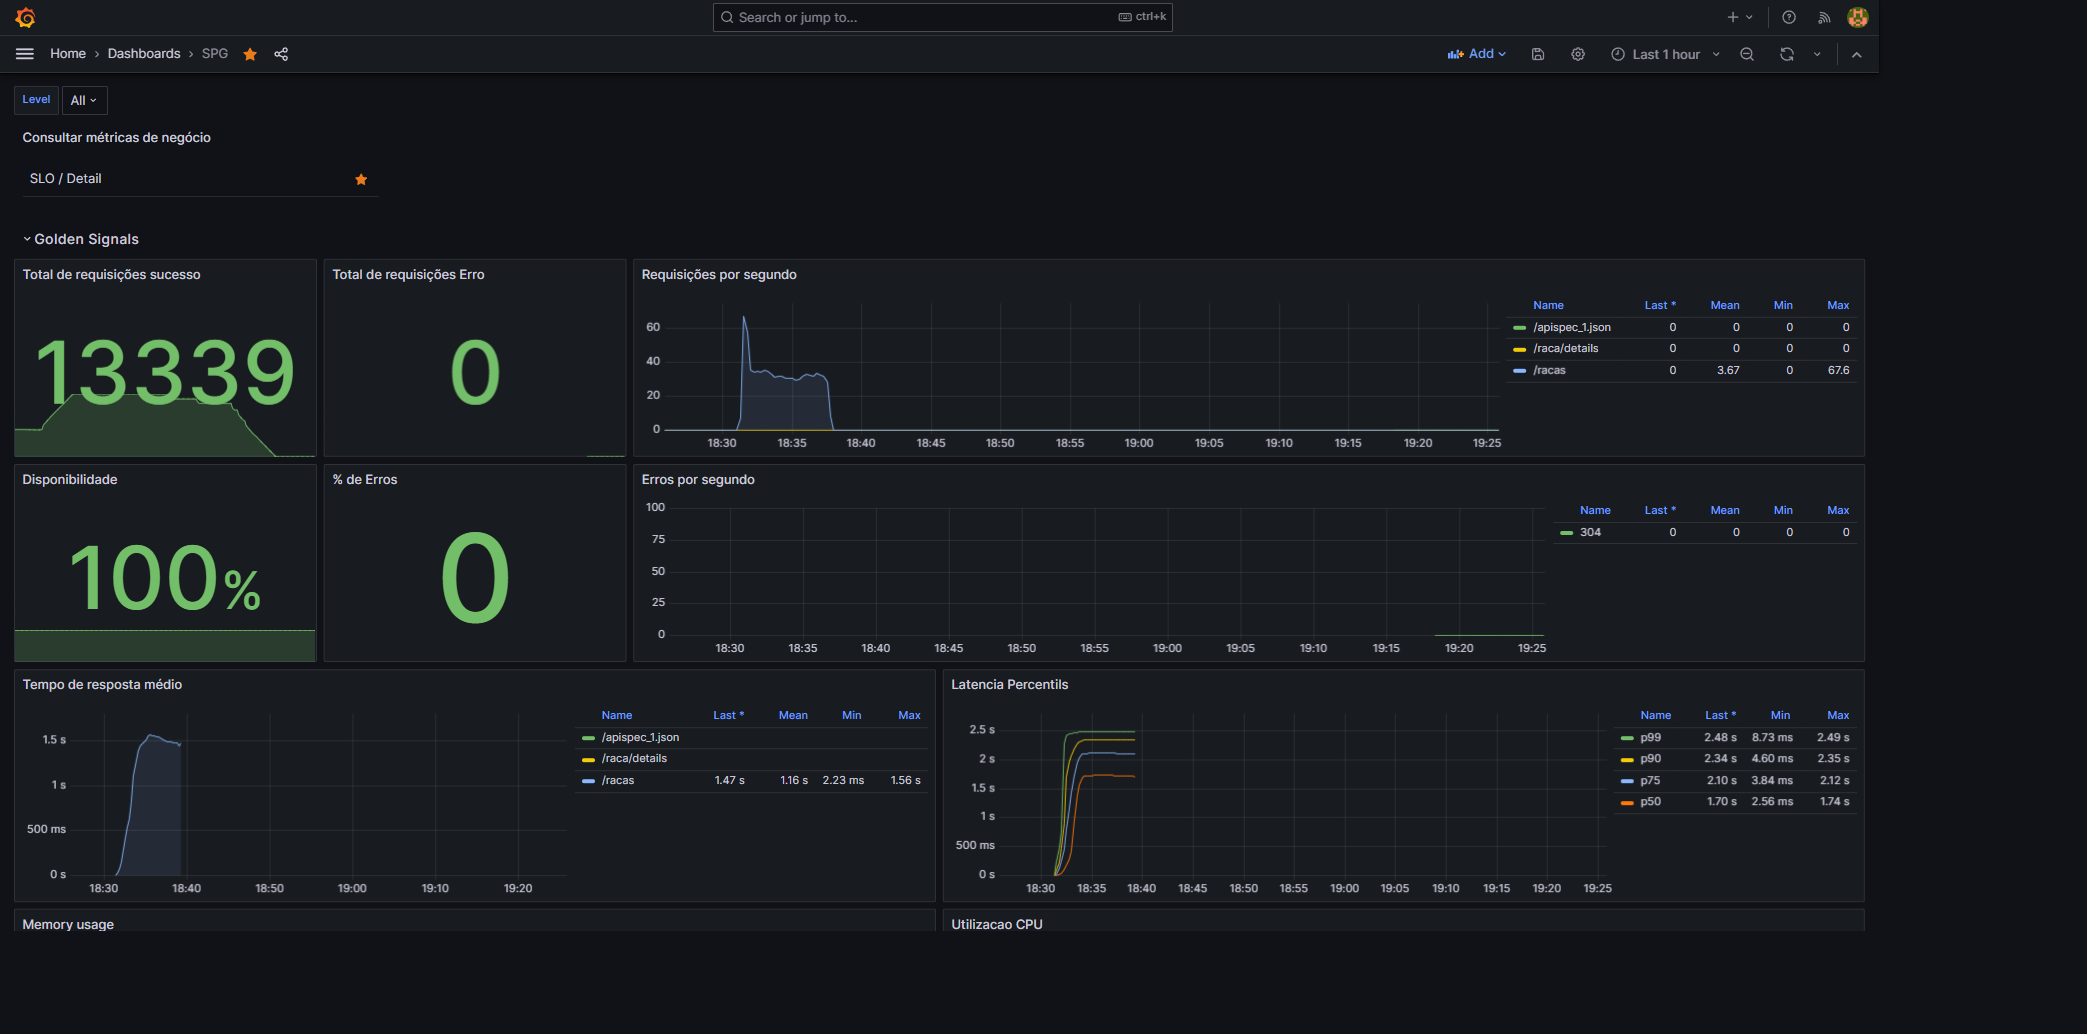 Search or jump to... ctrl+k
Home › Dashboards › SPG
Add
Last 1 hour
Level All
Consultar métricas de negócio
SLO / Detail
Golden Signals
Total de requisições sucesso
13339
Total de requisições Erro
0
Requisições por segundo
60
40
20
0
18:30 18:35 18:40 18:45 18:50 18:55 19:00 19:05 19:10 19:15 19:20 19:25
Name Last * Mean Min Max
/apispec_1.json 0 0 0 0
/raca/details 0 0 0 0
/racas 0 3.67 0 67.6
Disponibilidade
100%
% de Erros
0
Erros por segundo
100
75
50
25
0
18:30 18:35 18:40 18:45 18:50 18:55 19:00 19:05 19:10 19:15 19:20 19:25
Name Last * Mean Min Max
304 0 0 0 0
Tempo de resposta médio
1.5 s
1 s
500 ms
0 s
18:30 18:40 18:50 19:00 19:10 19:20
Name Last * Mean Min Max
/apispec_1.json
/raca/details
/racas 1.47 s 1.16 s 2.23 ms 1.56 s
Latencia Percentils
2.5 s
2 s
1.5 s
1 s
500 ms
0 s
18:30 18:35 18:40 18:45 18:50 18:55 19:00 19:05 19:10 19:15 19:20 19:25
Name Last * Min Max
p99 2.48 s 8.73 ms 2.49 s
p90 2.34 s 4.60 ms 2.35 s
p75 2.10 s 3.84 ms 2.12 s
p50 1.70 s 2.56 ms 1.74 s
Memory usage
Utilizacao CPU